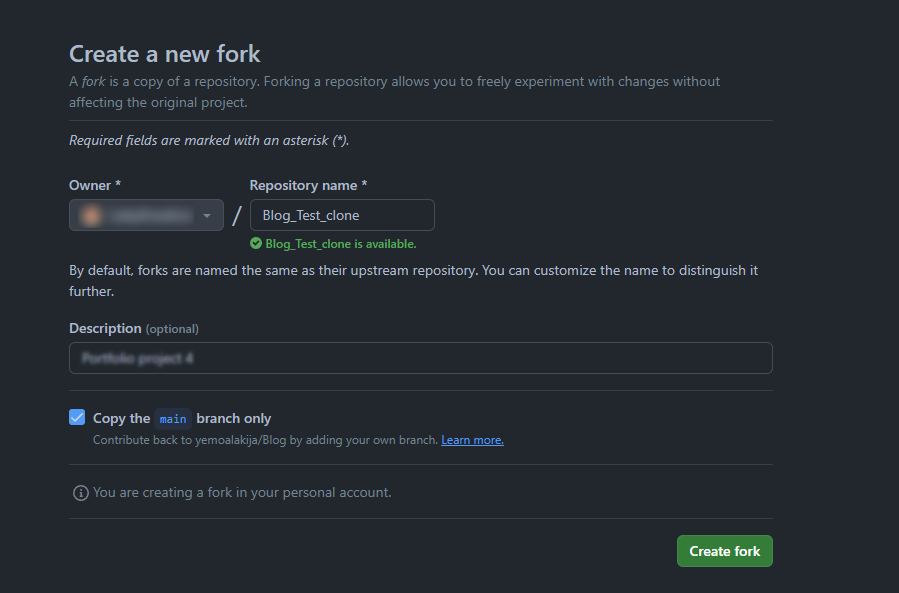 Create a new fork
A fork is a copy of a repository. Forking a repository allows you to freely experiment with changes without
affecting the original project.
Required fields are marked with an asterisk (*).
Owner *
Repository name *
/
Blog_Test_clone
Blog_Test_clone is available.
By default, forks are named the same as their upstream repository. You can customize the name to distinguish it
further.
Description (optional)
Portfolio project 4
Copy the main branch only
Contribute back to yemoalakija/Blog by adding your own branch. Learn more.
You are creating a fork in your personal account.
Create fork